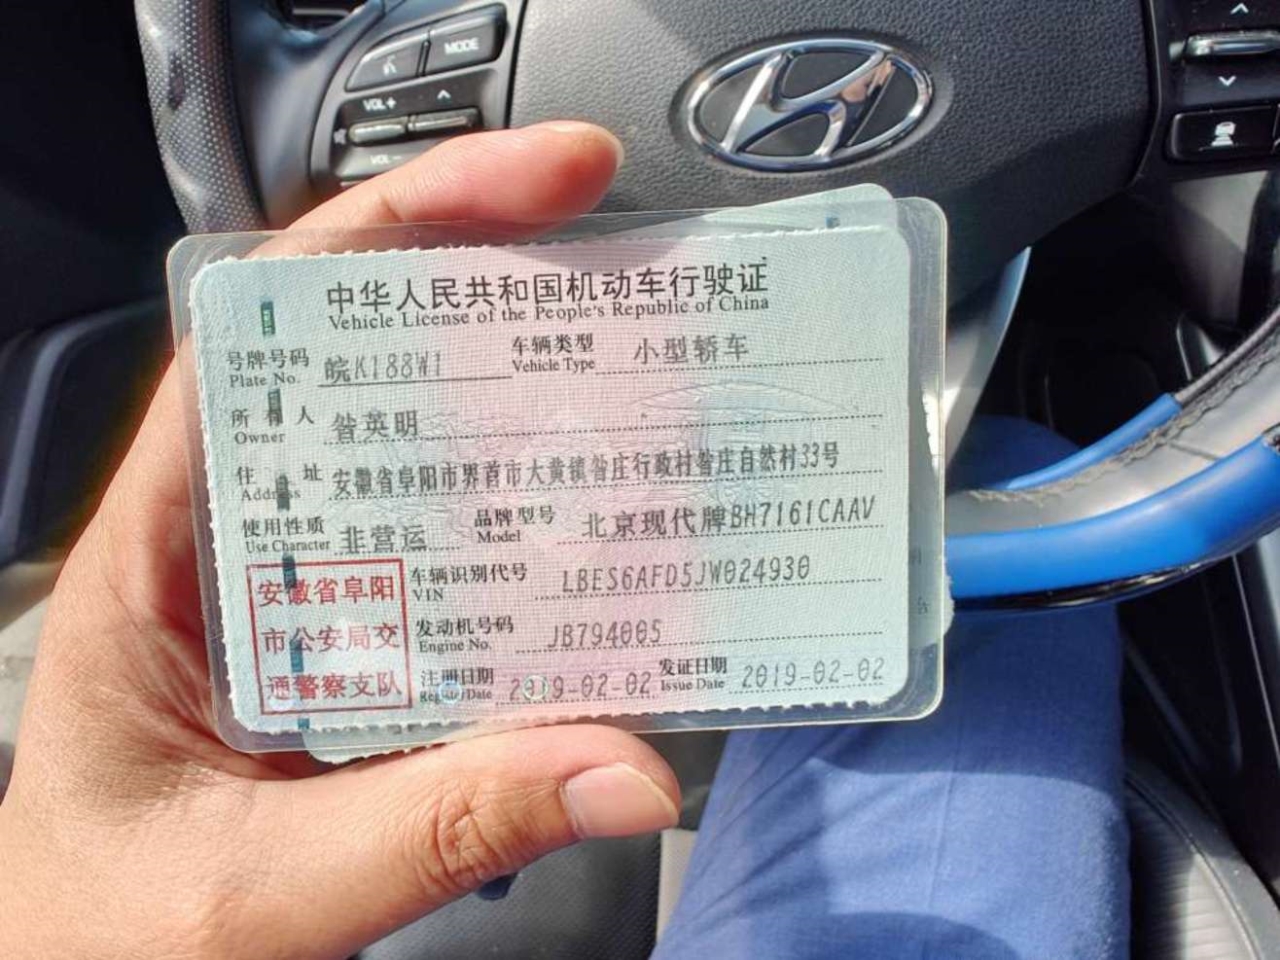 MODE
VOL+
VOL-
中华人民共和国机动车行驶证
Vehicle License of the People's Republic of China
号牌号码 皖K188W1 车辆类型 小型轿车
Plate No. Vehicle Type
所有人 昝英明
Owner
住址 安徽省阜阳市界首市大黄镇昝庄行政村昝庄自然村33号
Address
使用性质 非营运 品牌型号 北京现代牌BH7161CAAV
Use Character Model
车辆识别代号 LBES6AFD5JW024930
VIN
发动机号码 JB794005
Engine No.
注册日期 2019-02-02 发证日期 2019-02-02
Register Date Issue Date
安徽省阜阳
市公安局交
通警察支队